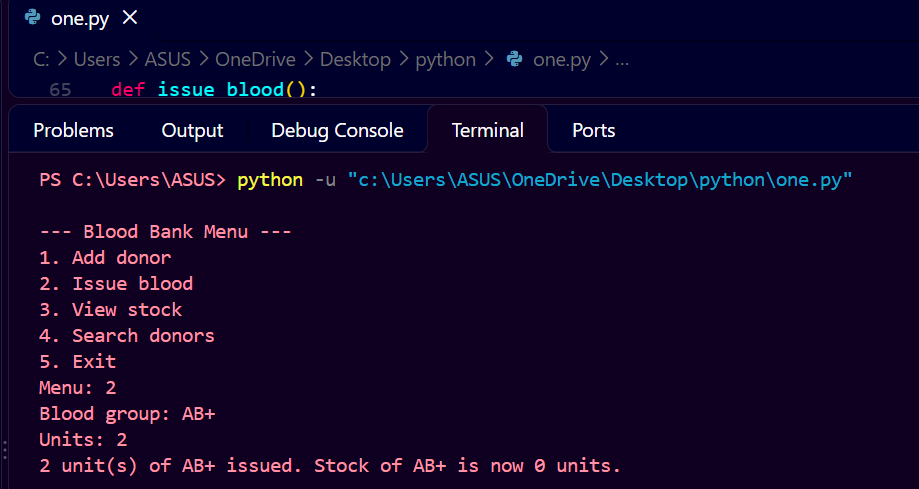 one.py
C: > Users > ASUS > OneDrive > Desktop > python > one.py > ...
65 def issue_blood():
Problems Output Debug Console Terminal Ports
PS C:\Users\ASUS> python -u "c:\Users\ASUS\OneDrive\Desktop\python\one.py"
--- Blood Bank Menu ---
1. Add donor
2. Issue blood
3. View stock
4. Search donors
5. Exit
Menu: 2
Blood group: AB+
Units: 2
2 unit(s) of AB+ issued. Stock of AB+ is now 0 units.